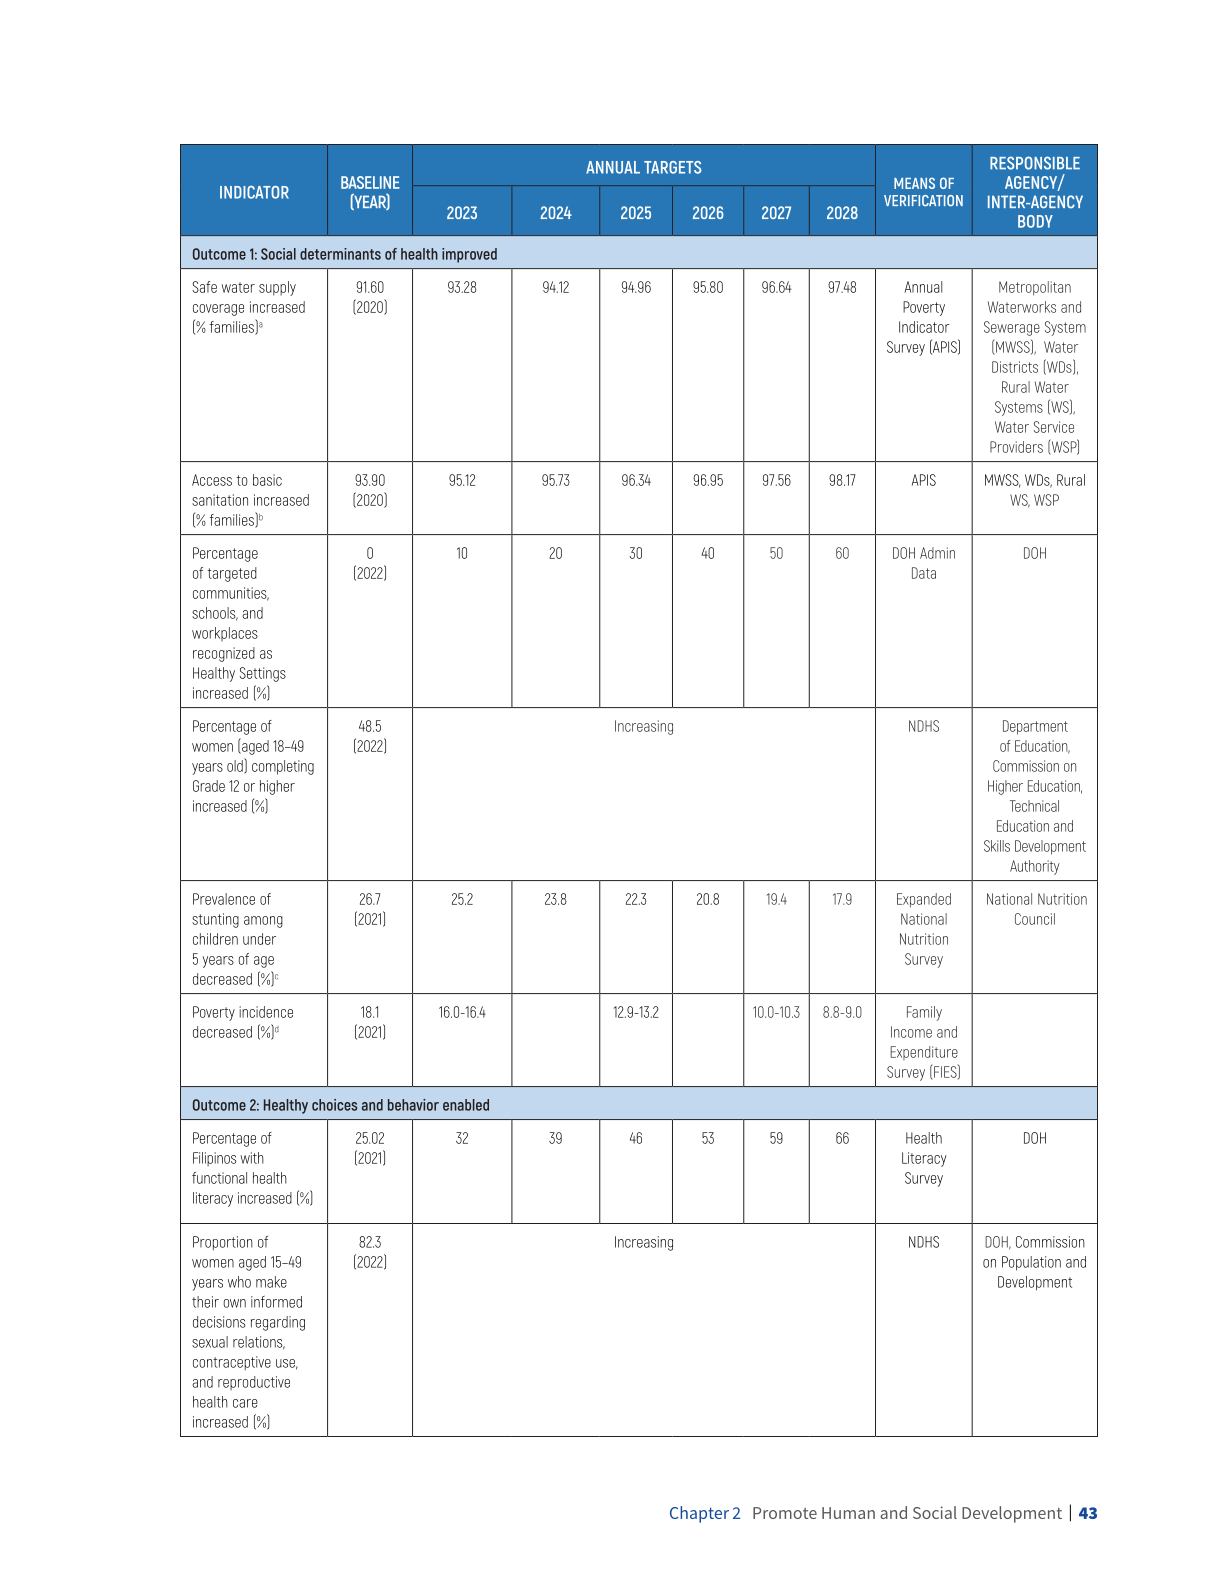 INDICATOR
BASELINE
(YEAR)
ANNUAL TARGETS
2023
2024
2025
2026
2027
2028
MEANS OF
VERIFICATION
RESPONSIBLE
AGENCY/
INTER-AGENCY
BODY
Outcome 1: Social determinants of health improved
Safe water supply
coverage increased
(% families)ᵃ
91.60
(2020)
93.28
94.12
94.96
95.80
96.64
97.48
Annual
Poverty
Indicator
Survey (APIS)
Metropolitan
Waterworks and
Sewerage System
(MWSS), Water
Districts (WDs),
Rural Water
Systems (WS),
Water Service
Providers (WSP)
Access to basic
sanitation increased
(% families)ᵇ
93.90
(2020)
95.12
95.73
96.34
96.95
97.56
98.17
APIS
MWSS, WDs, Rural
WS, WSP
Percentage
of targeted
communities,
schools, and
workplaces
recognized as
Healthy Settings
increased (%)
0
(2022)
10
20
30
40
50
60
DOH Admin
Data
DOH
Percentage of
women (aged 18–49
years old) completing
Grade 12 or higher
increased (%)
48.5
(2022)
Increasing
NDHS
Department
of Education,
Commission on
Higher Education,
Technical
Education and
Skills Development
Authority
Prevalence of
stunting among
children under
5 years of age
decreased (%)ᶜ
26.7
(2021)
25.2
23.8
22.3
20.8
19.4
17.9
Expanded
National
Nutrition
Survey
National Nutrition
Council
Poverty incidence
decreased (%)ᵈ
18.1
(2021)
16.0-16.4
12.9-13.2
10.0-10.3
8.8-9.0
Family
Income and
Expenditure
Survey (FIES)
Outcome 2: Healthy choices and behavior enabled
Percentage of
Filipinos with
functional health
literacy increased (%)
25.02
(2021)
32
39
46
53
59
66
Health
Literacy
Survey
DOH
Proportion of
women aged 15–49
years who make
their own informed
decisions regarding
sexual relations,
contraceptive use,
and reproductive
health care
increased (%)
82.3
(2022)
Increasing
NDHS
DOH, Commission
on Population and
Development
Chapter 2 Promote Human and Social Development | 43